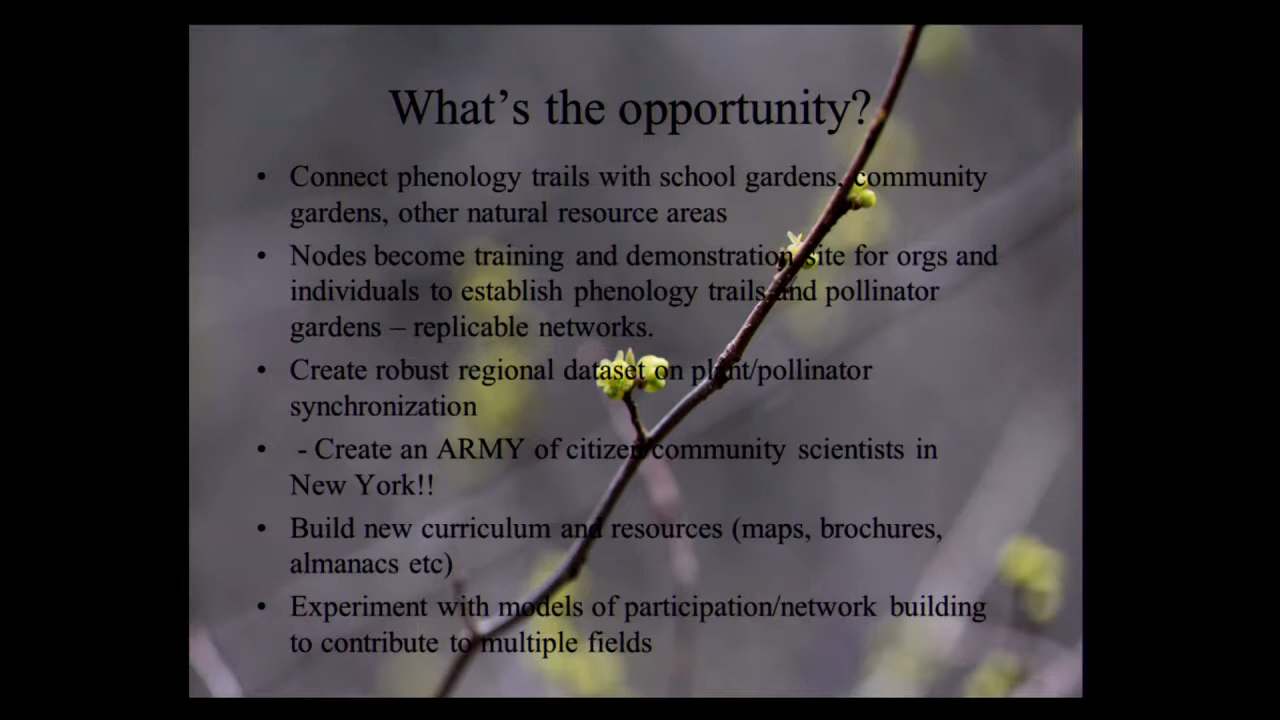 What's the opportunity?
• Connect phenology trails with school gardens, community
gardens, other natural resource areas
• Nodes become training and demonstration site for orgs and
individuals to establish phenology trails and pollinator
gardens – replicable networks.
• Create robust regional dataset on plant/pollinator
synchronization
• - Create an ARMY of citizen/community scientists in
New York!!
• Build new curriculum and resources (maps, brochures,
almanacs etc)
• Experiment with models of participation/network building
to contribute to multiple fields